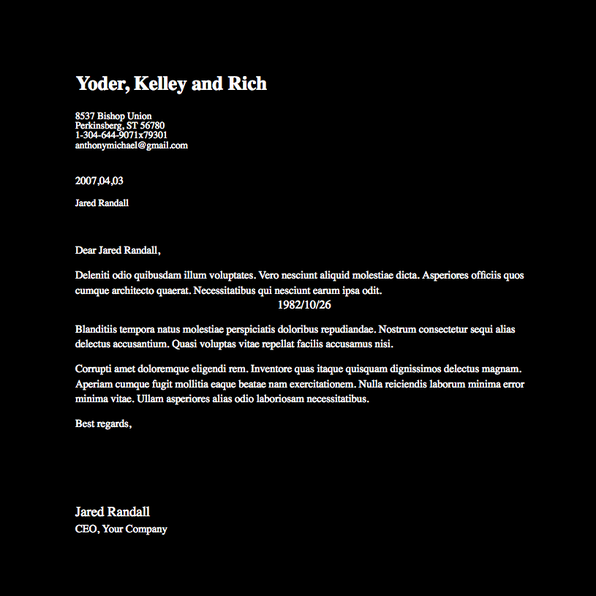 Yoder, Kelley and Rich
8537 Bishop Union
Perkinsberg, ST 56780
1-304-644-9071x79301
anthonymichael@gmail.com
2007,04,03
Jared Randall
Dear Jared Randall,
Deleniti odio quibusdam illum voluptates. Vero nesciunt aliquid molestiae dicta. Asperiores officiis quos
cumque architecto quaerat. Necessitatibus qui nesciunt earum ipsa odit.
1982/10/26
Blanditiis tempora natus molestiae perspiciatis doloribus repudiandae. Nostrum consectetur sequi alias
delectus accusantium. Quasi voluptas vitae repellat facilis accusamus nisi.
Corrupti amet doloremque eligendi rem. Inventore quas itaque quisquam dignissimos delectus magnam.
Aperiam cumque fugit mollitia eaque beatae nam exercitationem. Nulla reiciendis laborum minima error
minima vitae. Ullam asperiores alias odio laboriosam necessitatibus.
Best regards,
Jared Randall
CEO, Your Company